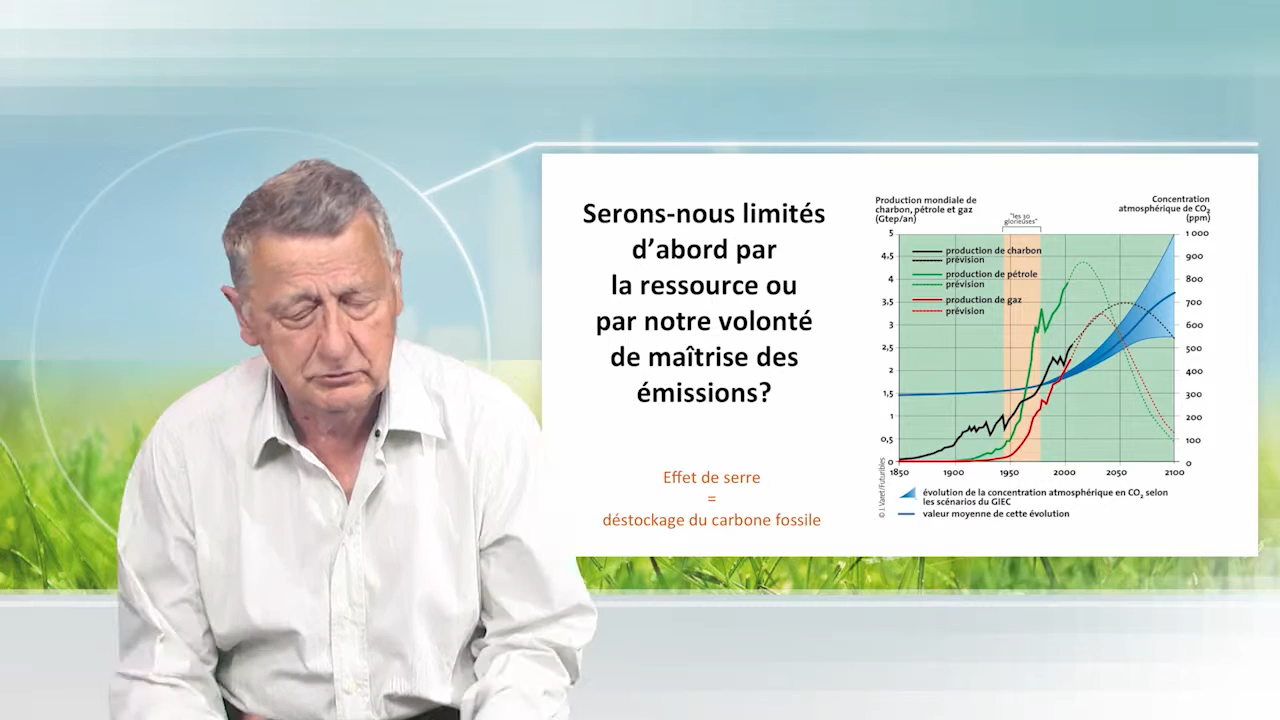 Serons-nous limités
d’abord par
la ressource ou
par notre volonté
de maîtrise des
émissions?
Effet de serre
=
déstockage du carbone fossile
Production mondiale de
charbon, pétrole et gaz
(Gtep/an)
"les 30
glorieuses"
Concentration
atmosphérique de CO2
(ppm)
5
4.5
4
3.5
3
2,5
2
1,5
1
0,5
0
production de charbon
prévision
production de pétrole
prévision
production de gaz
prévision
1 000
900
800
700
600
500
400
300
200
100
0
1850
1900
1950
2000
2050
2100
© J. Varet/Futuribles
évolution de la concentration atmosphérique en CO2 selon
les scénarios du GIEC
valeur moyenne de cette évolution